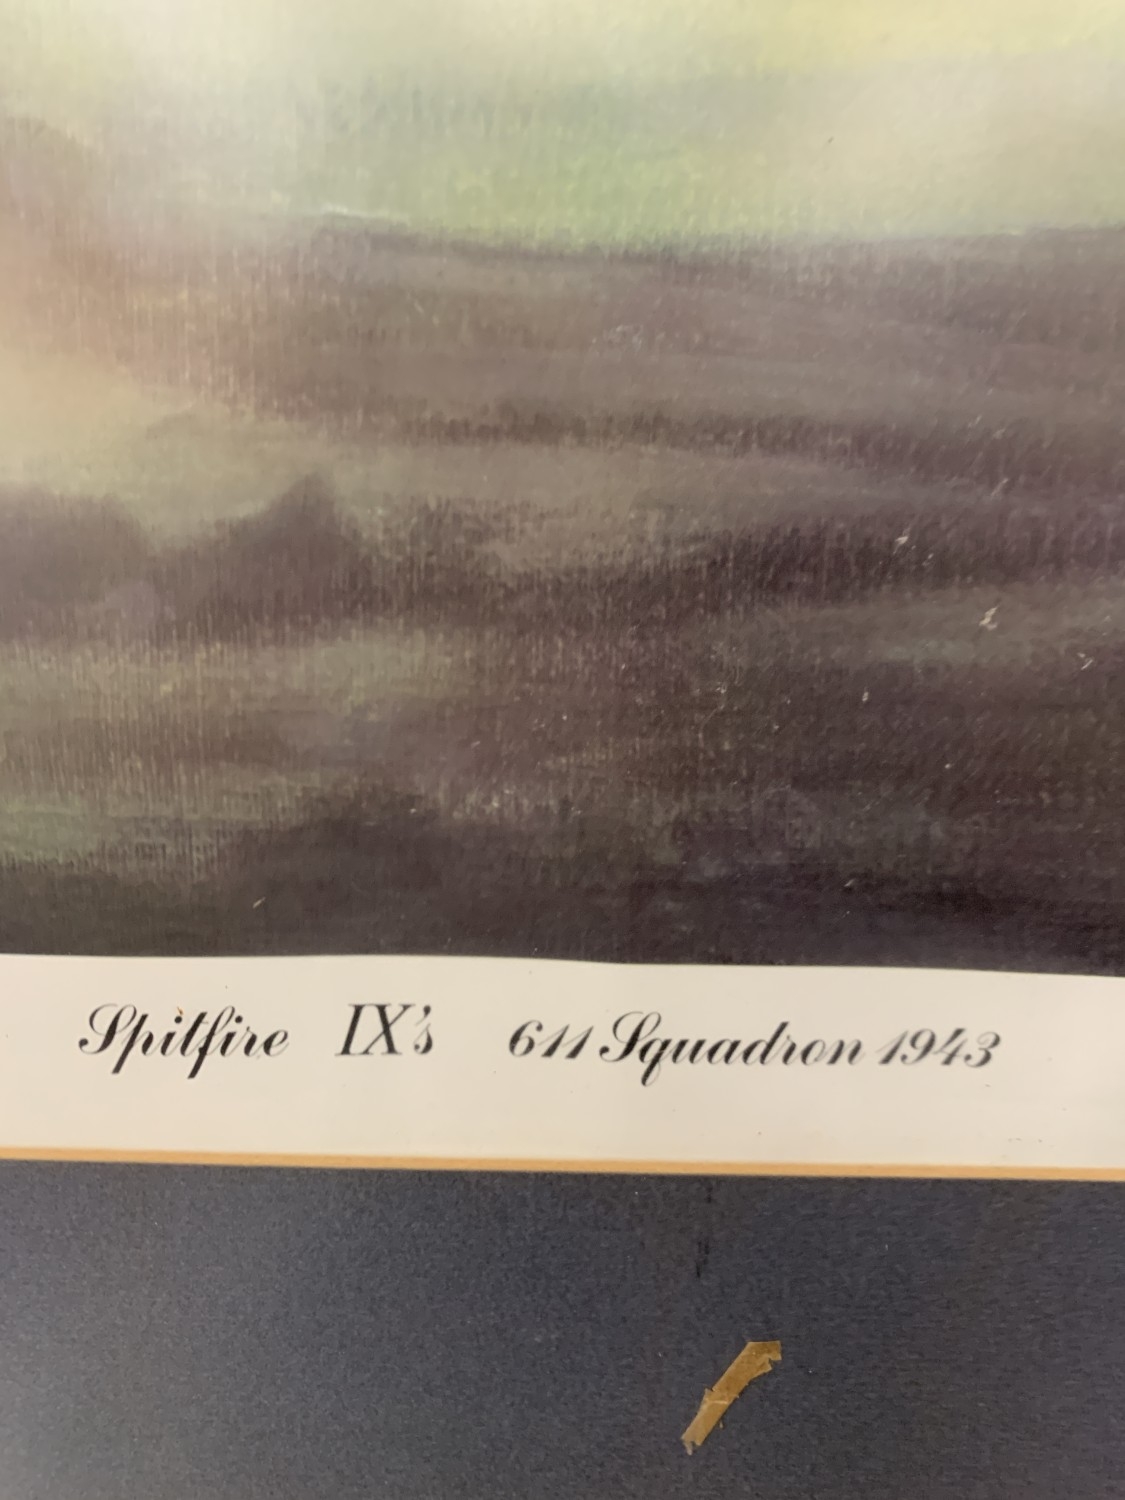 Spitfire IX's 611 Squadron 1943